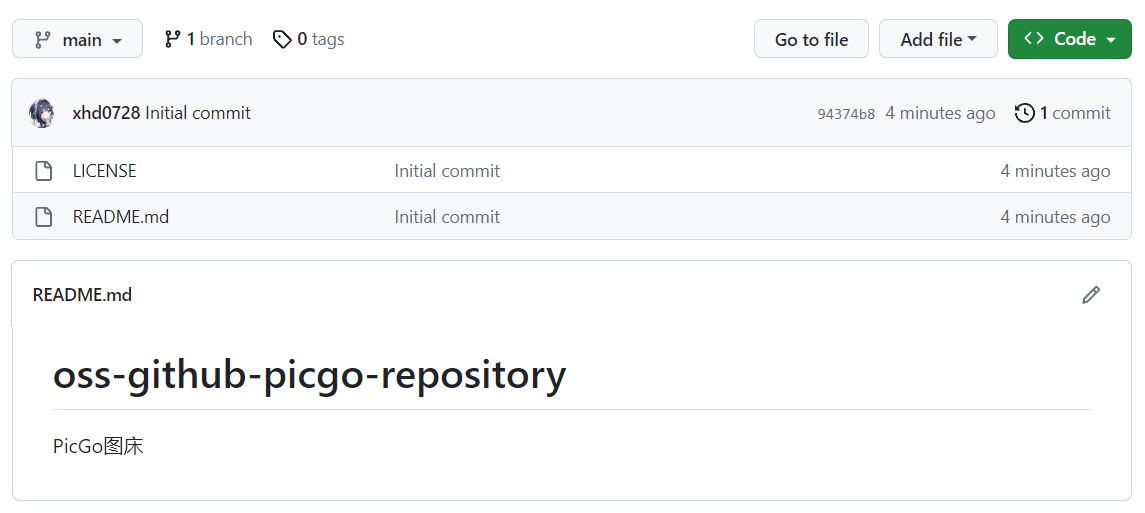 main 1 branch 0 tags Go to file Add file Code
xhd0728 Initial commit 94374b8 4 minutes ago 1 commit
LICENSE Initial commit 4 minutes ago
README.md Initial commit 4 minutes ago
README.md
oss-github-picgo-repository
PicGo图床